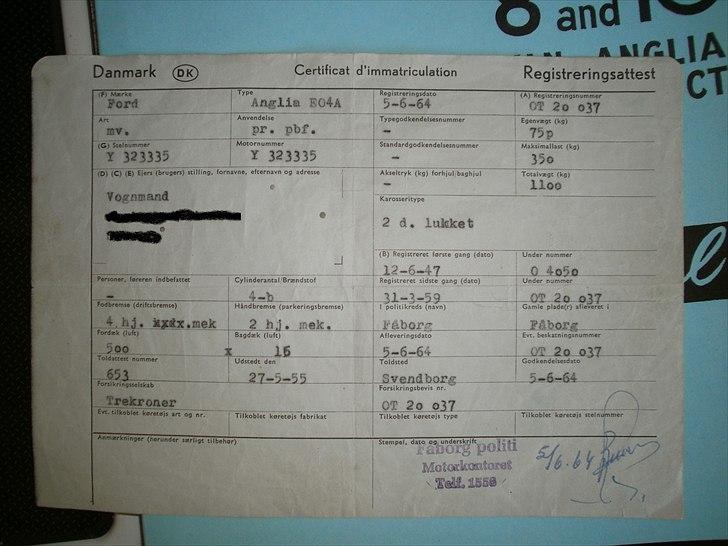 8 and 10
ANGLIA
CT
Danmark DK Certificat d'immatriculation Registreringsattest
(F) Mærke Type Registreringsdato (A) Registreringsnummer
Ford Anglia E04A 5-6-64 OT 20 037
Art Anvendelse Typegodkendelsesnummer Egenvægt (kg)
mv. pr. pbf. - 75p
(G) Stelnummer Motornummer Standardgodkendelsesnummer Maksimallast (kg)
Y 323335 Y 323335 - 350
(D) (C) (E) Ejers (brugers) stilling, fornavne, efternavn og adresse Akseltryk (kg) forhjul/baghjul Totalvægt (kg)
- 1100
Vognmand Karosseritype
2 d. lukket
(B) Registreret første gang (dato) Under nummer
12-6-47 O 4050
Personer, føreren indbefattet Cylinderantal/Brændstof Registreret sidste gang (dato) Under nummer
- 4-b 31-3-59 OT 20 037
Fodbremse (driftsbremse) Håndbremse (parkeringsbremse) I politikreds (navn) Gamle plade(r) afleveret i
4 hj. mek 2 hj. mek. Fåborg Fåborg
Fordæk (luft) Bagdæk (luft) Afleveringsdato Evt. beskatningsnummer
500 x 16 5-6-64 OT 20 037
Toldattest nummer Udstedt den Toldsted Godkendelsesdato
653 27-5-55 Svendborg 5-6-64
Forsikringsselskab Forsikringsbevis nr.
Trekroner OT 20 037
Evt. tilkoblet køretøjs art og nr. Tilkoblet køretøjs fabrikat Tilkoblet køretøjs type Tilkoblet køretøjs stelnummer
Anmærkninger (herunder særligt tilbehør) Stempel, dato og underskrift
Fåborg politi
Motorkontoret
Telf. 1556
5/6.64